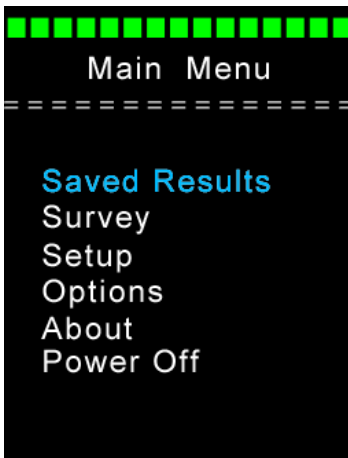 Main Menu
===============
Saved Results
Survey
Setup
Options
About
Power Off